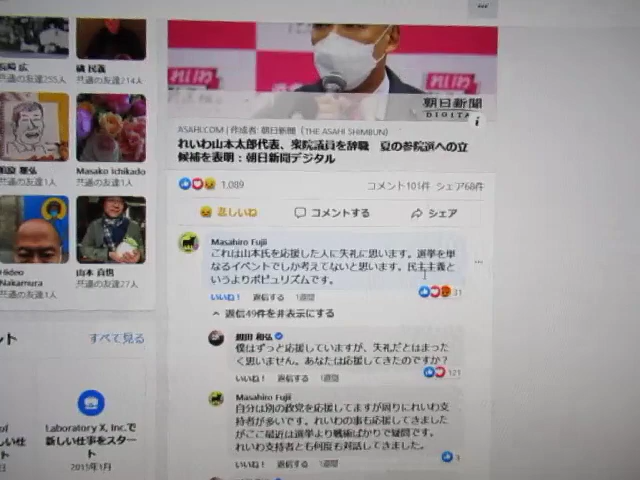 共通の友達255人
共通の友達214人
Masako Ichikado
共通の友達1人
共通の友達1人
Hideo
Nakamura
共通の友達1人
共通の友達27人
すべて見る
Laboratory X, Inc.で
新しい仕事をスター
ト
2015年1月
れいわ
朝日新聞
DIGITAL
ASAHI.COM | 作成者: 朝日新聞 (THE ASAHI SHIMBUN)
れいわ山本太郎代表、衆院議員を辞職 夏の参院選への立
候補を表明:朝日新聞デジタル
1,089
コメント101件 シェア68件
悲しいね
コメントする
シェア
Masahiro Fujii
これは山本氏を応援した人に失礼に思います。選挙を単
なるイベントでしか考えてないと思います。民主主義と
いうよりポピュリズムです。
いいね! 返信する 1週間
31
返信49件を非表示にする
僕はずっと応援していますが、失礼だとはまった
く思いません。あなたは応援してきたのですか?
いいね! 返信する 1週間
121
Masahiro Fujii
自分は別の政党を応援してますが周りにれいわ支
持者が多いです。れいわの事も応援してきました
がここ最近は選挙より戦術ばかりで疑問です。
れいわ支持者とも何度も対話してきました。
いいね! 返信する 1週間
1
Masahiro Fujii